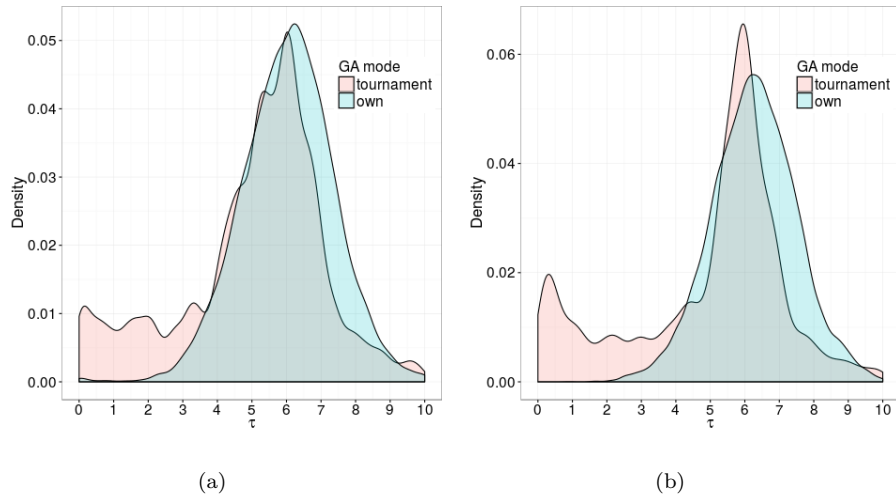 0.05
0.04
0.03
0.02
0.01
0.00
Density
GA mode
tournament
own
0 1 2 3 4 5 6 7 8 9 10
τ
(a)
0.06
0.04
0.02
0.00
Density
GA mode
tournament
own
0 1 2 3 4 5 6 7 8 9 10
τ
(b)